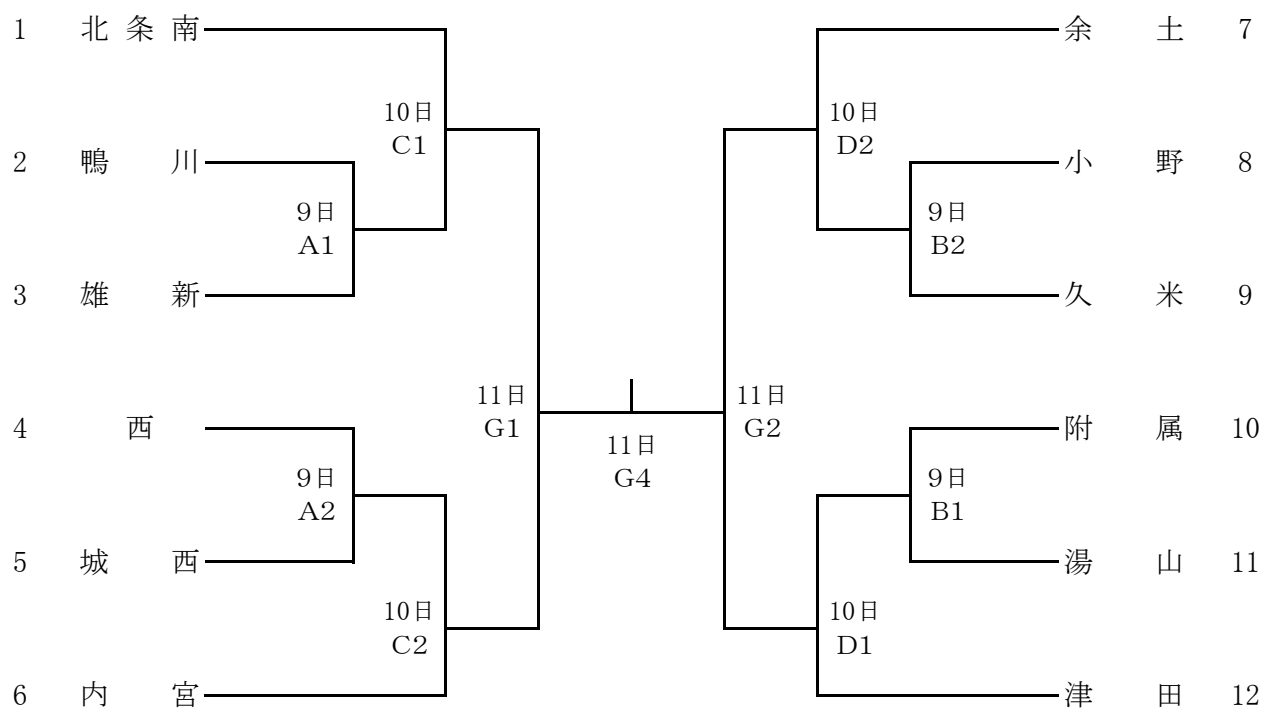 1 北条南
10日
C1
2 鴨川
9日
A1
3 雄新
11日
G1
4 西
9日
A2
5 城西
10日
C2
6 内宮
11日
G4
余土 7
10日
D2
小野 8
9日
B2
久米 9
11日
G2
附属 10
9日
B1
湯山 11
10日
D1
津田 12